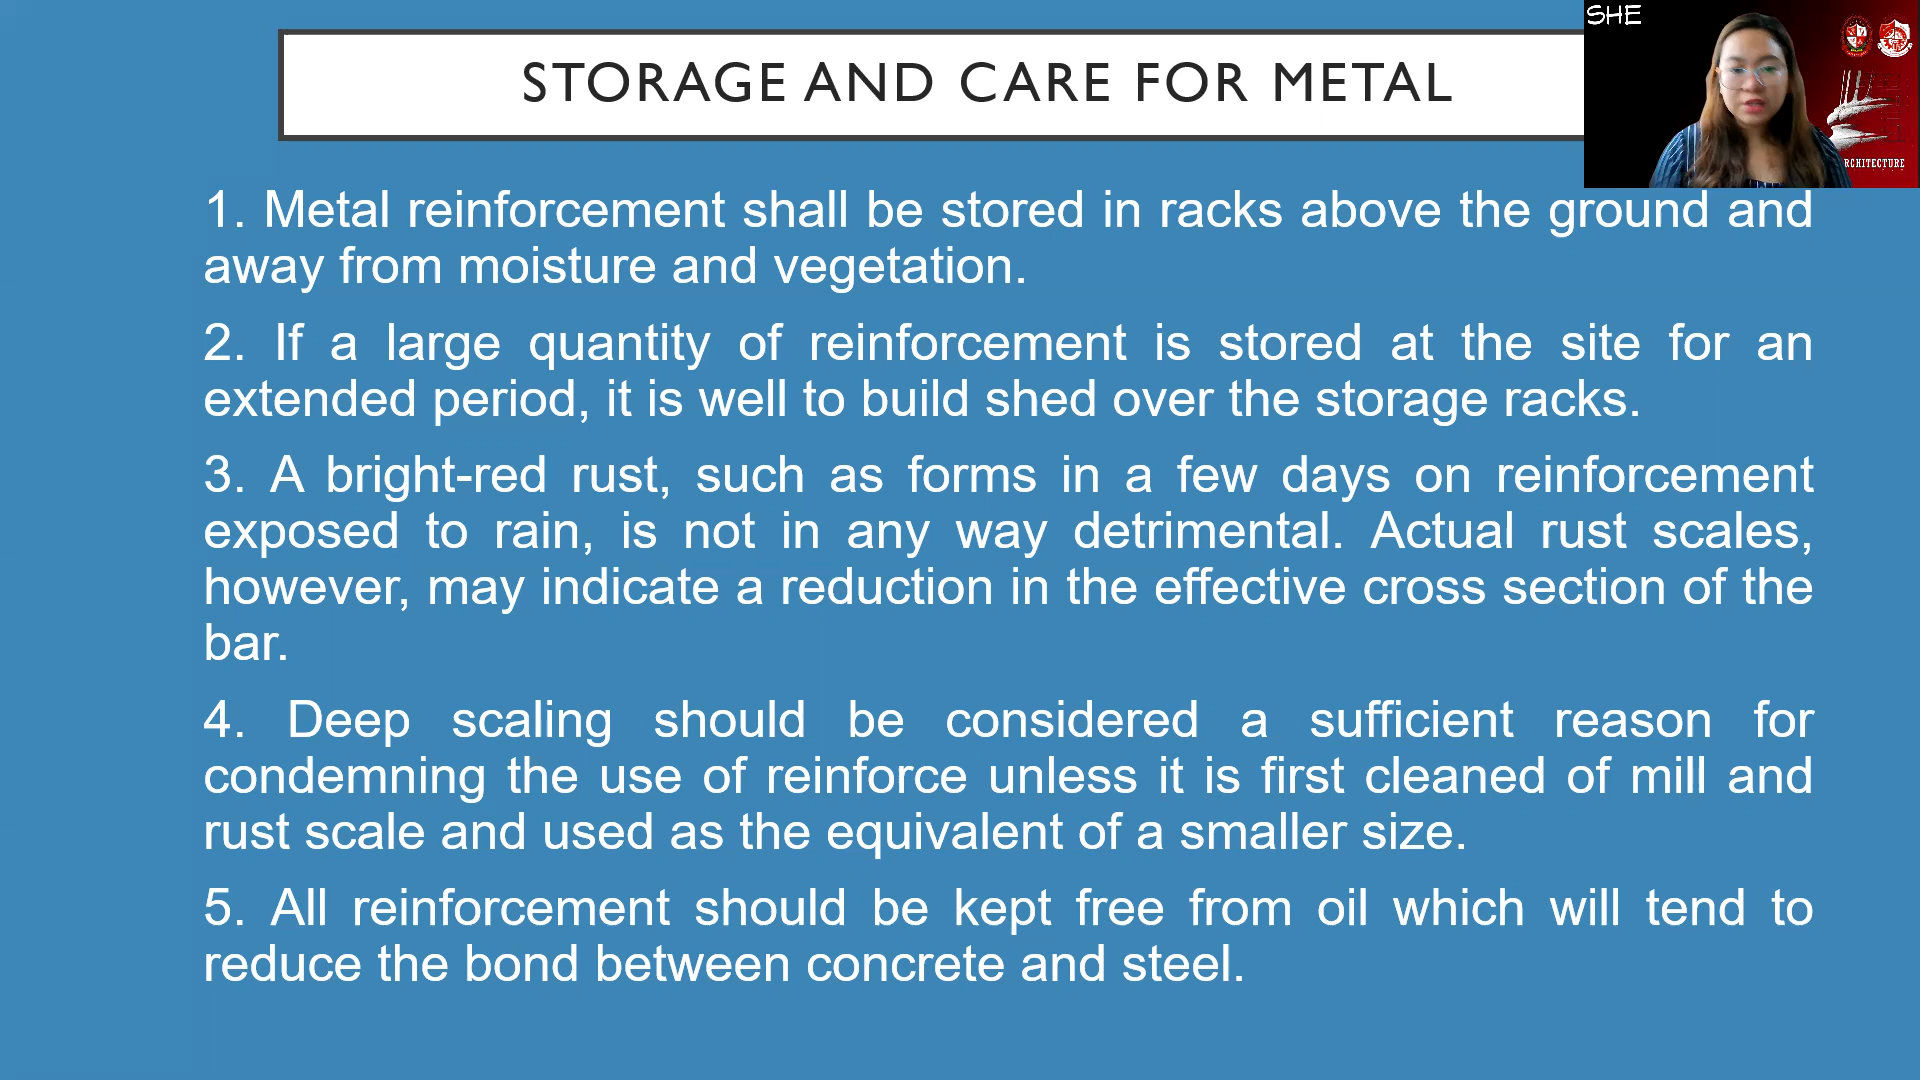 SHE
STORAGE AND CARE FOR METAL
RCHITECTURE
1. Metal reinforcement shall be stored in racks above the ground and
away from moisture and vegetation.
2. If a large quantity of reinforcement is stored at the site for an
extended period, it is well to build shed over the storage racks.
3. A bright-red rust, such as forms in a few days on reinforcement
exposed to rain, is not in any way detrimental. Actual rust scales,
however, may indicate a reduction in the effective cross section of the
bar.
4. Deep scaling should be considered a sufficient reason for
condemning the use of reinforce unless it is first cleaned of mill and
rust scale and used as the equivalent of a smaller size.
5. All reinforcement should be kept free from oil which will tend to
reduce the bond between concrete and steel.